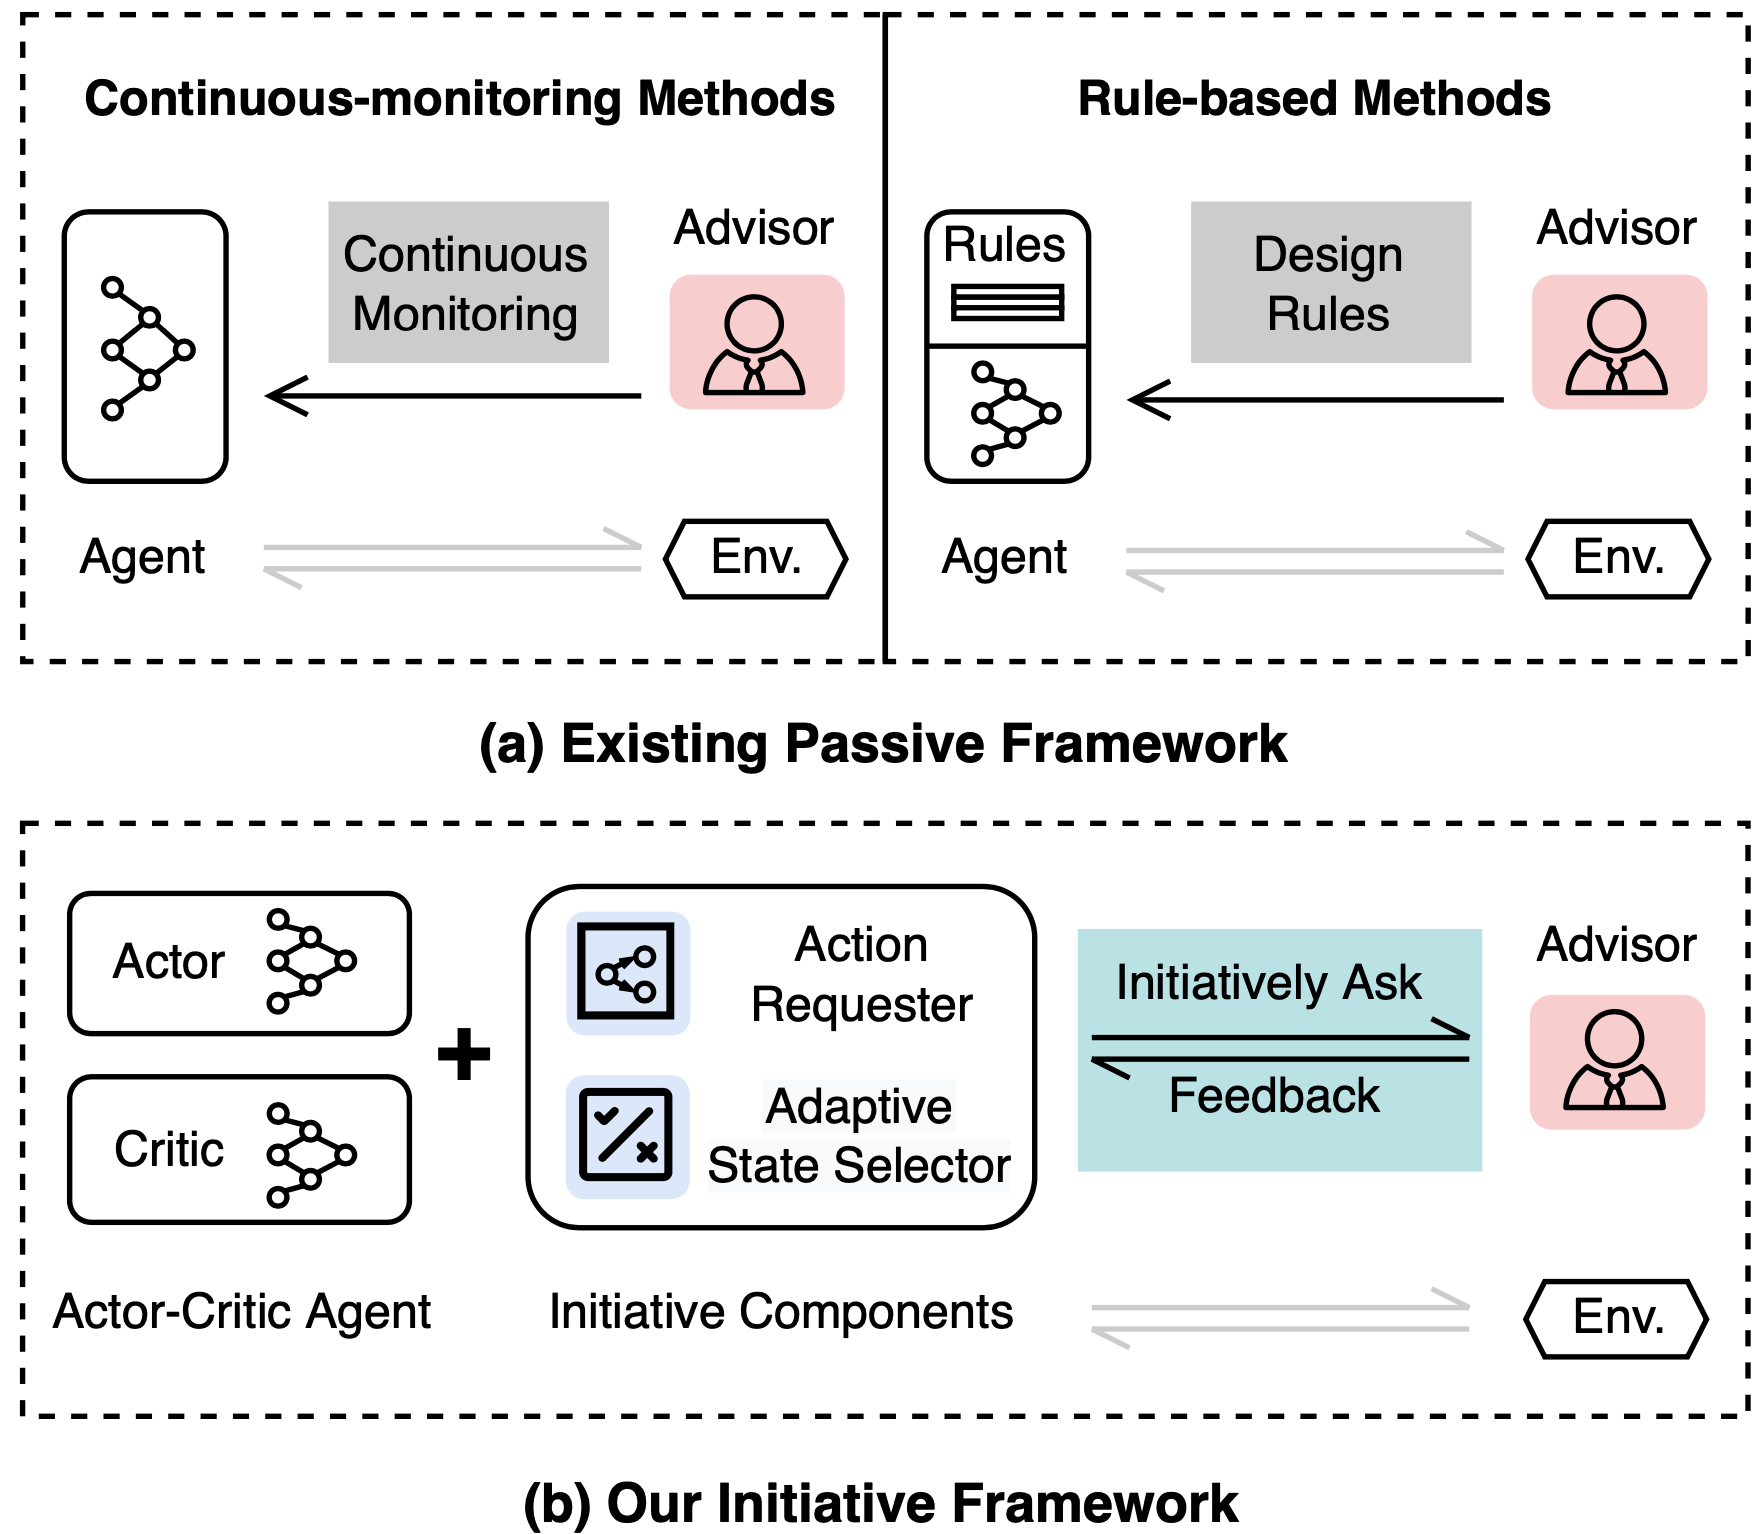 Continuous-monitoring Methods
Continuous
Monitoring
Advisor
Agent
Env.
Rule-based Methods
Rules
Design
Rules
Advisor
Agent
Env.
(a) Existing Passive Framework
Actor
Critic
Actor-Critic Agent
Action
Requester
Adaptive
State Selector
Initiative Components
Initiatively Ask
Feedback
Advisor
Env.
(b) Our Initiative Framework